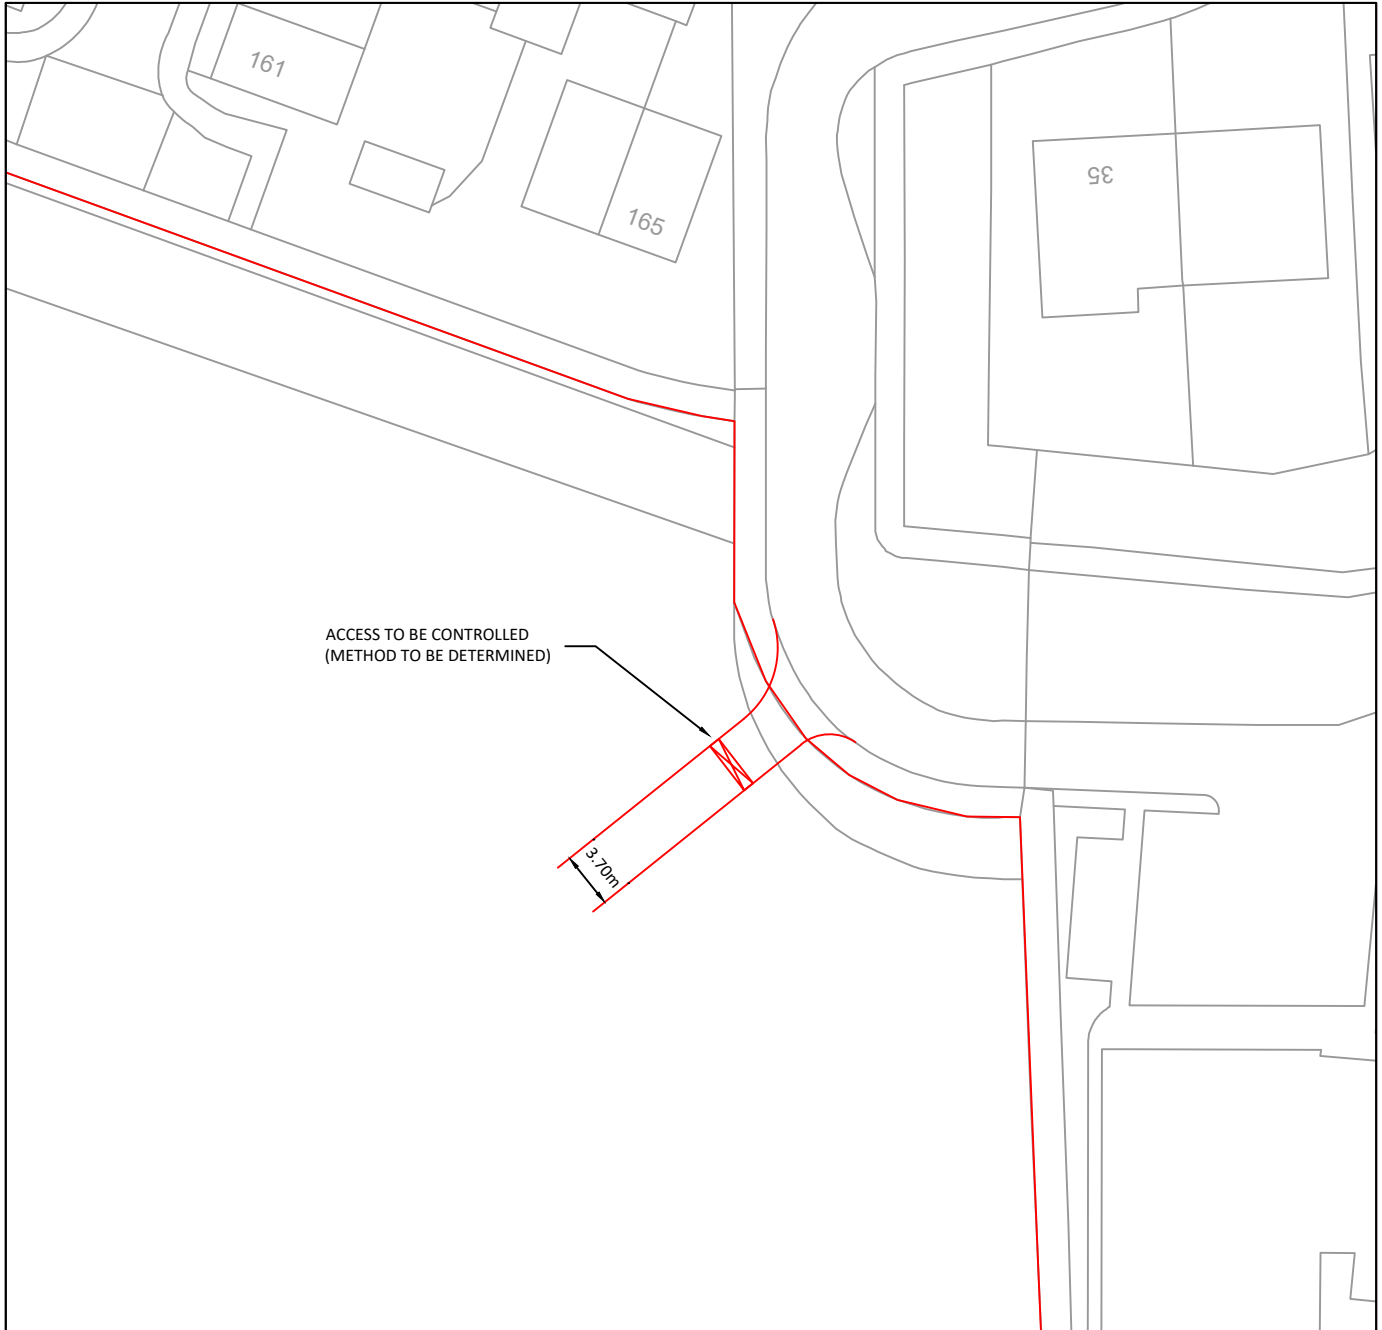 161
165
35
ACCESS TO BE CONTROLLED
(METHOD TO BE DETERMINED)
3.70m